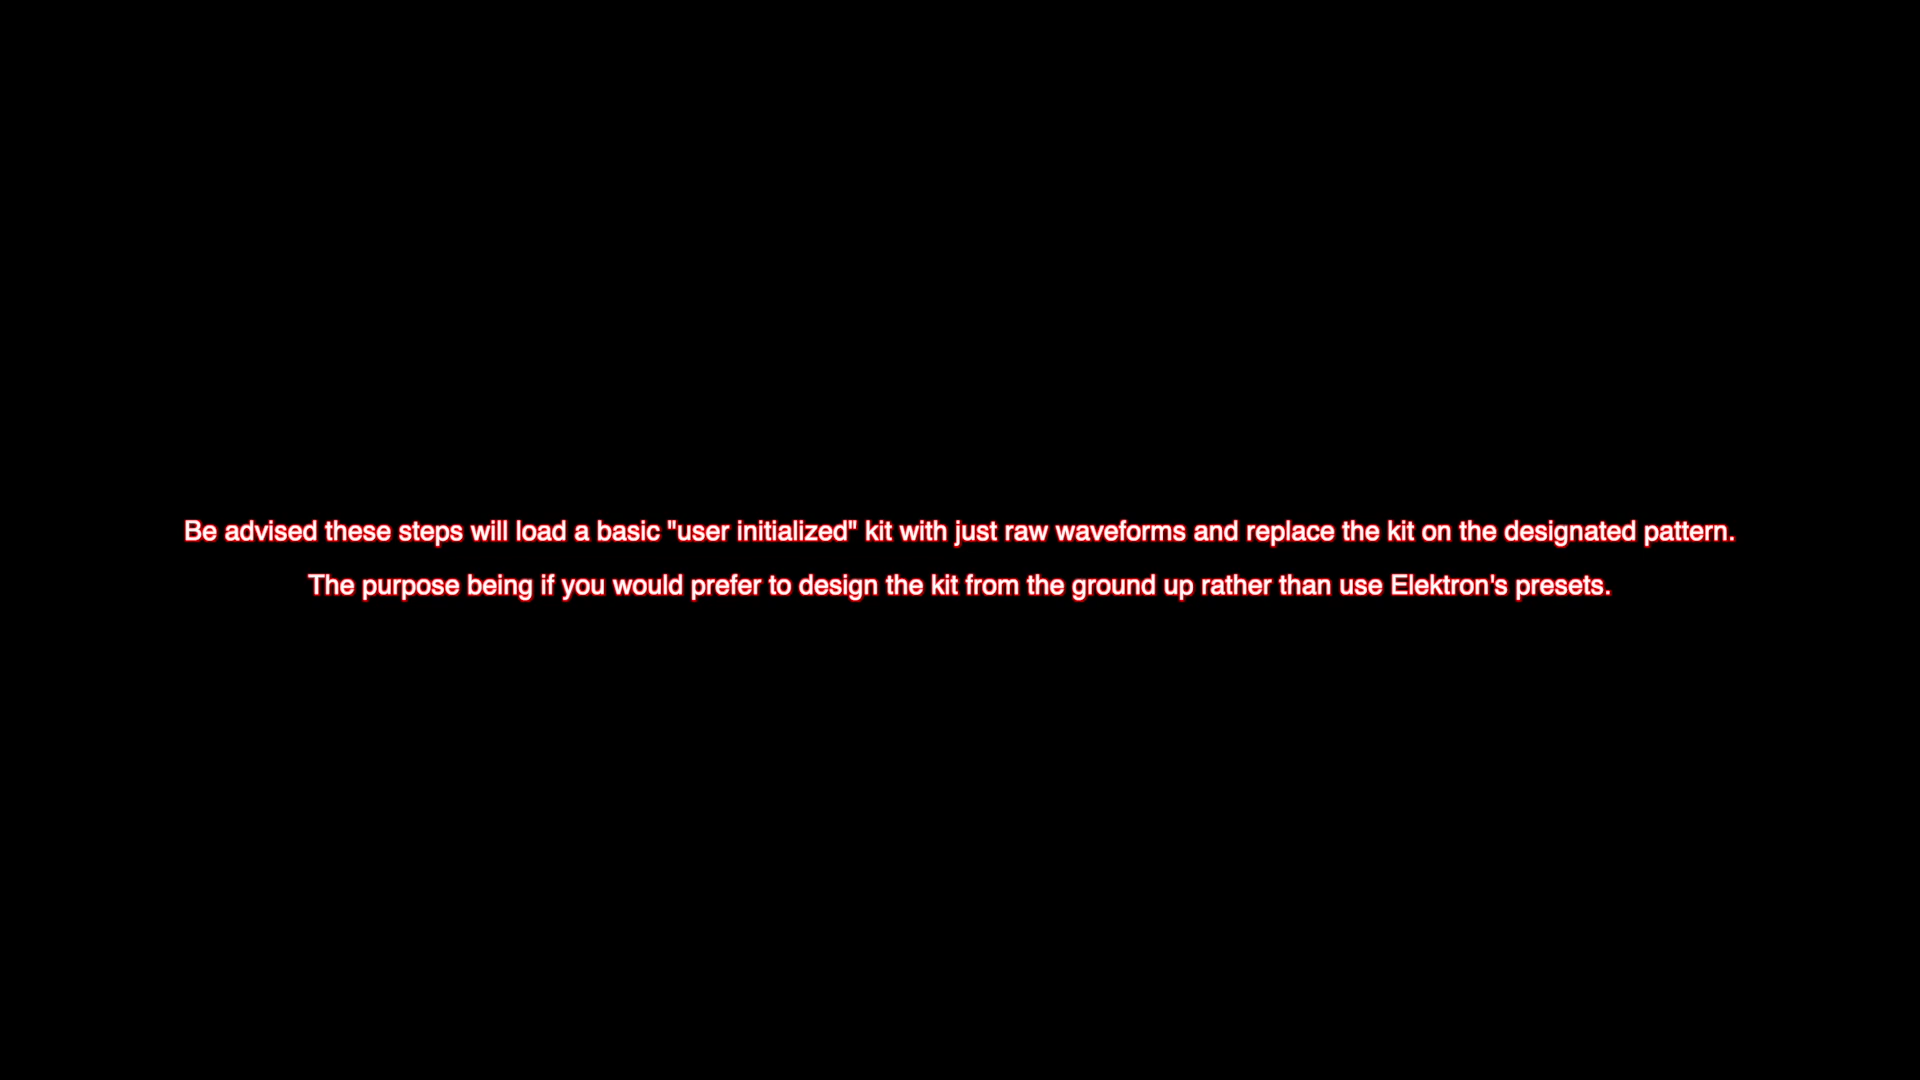 Be advised these steps will load a basic "user initialized" kit with just raw waveforms and replace the kit on the designated pattern.
The purpose being if you would prefer to design the kit from the ground up rather than use Elektron's presets.